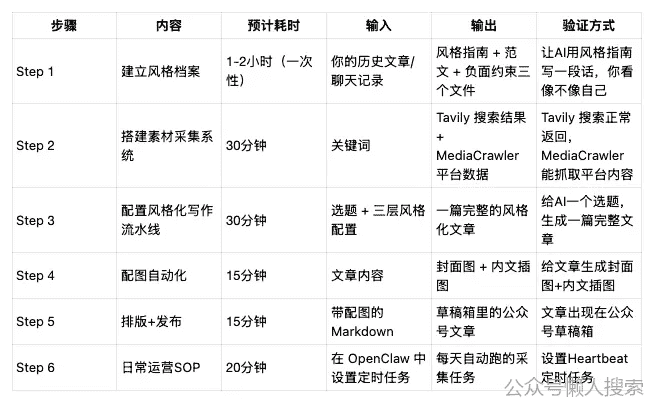 步骤 内容 预计耗时 输入 输出 验证方式
Step 1 建立风格档案 1-2小时（一次性） 你的历史文章/聊天记录 风格指南 + 范文 + 负面约束三个文件 让AI用风格指南写一段话，你看像不像自己
Step 2 搭建素材采集系统 30分钟 关键词 Tavily 搜索结果 + MediaCrawler 平台数据 Tavily 搜索正常返回，MediaCrawler 能抓取平台内容
Step 3 配置风格化写作流水线 30分钟 选题 + 三层风格配置 一篇完整的风格化文章 给AI一个选题，生成一篇完整文章
Step 4 配图自动化 15分钟 文章内容 封面图 + 内文插图 给文章生成封面图+内文插图
Step 5 排版+发布 15分钟 带配图的 Markdown 草稿箱里的公众号文章 文章出现在公众号草稿箱
Step 6 日常运营SOP 20分钟 在 OpenClaw 中设置定时任务 每天自动跑的采集任务 设置Heartbeat 定时任务
公众号懒人搜索